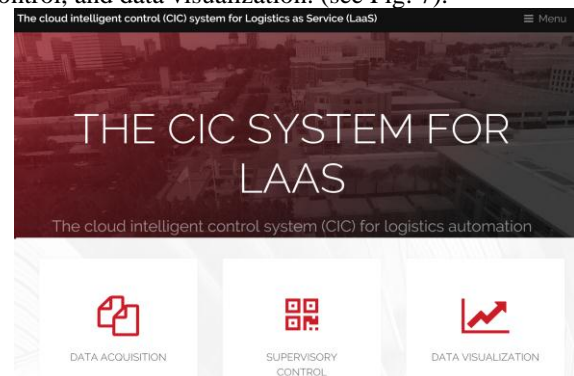 ontrol, and data visualization. (see Fig. 7).
The cloud intelligent control (CIC) system for Logistics as Service (LaaS)
Menu
THE CIC SYSTEM FOR
LAAS
The cloud intelligent control system (CIC) for logistics automation
DATA ACQUISITION
SUPERVISORY
CONTROL
DATA VISUALIZATION